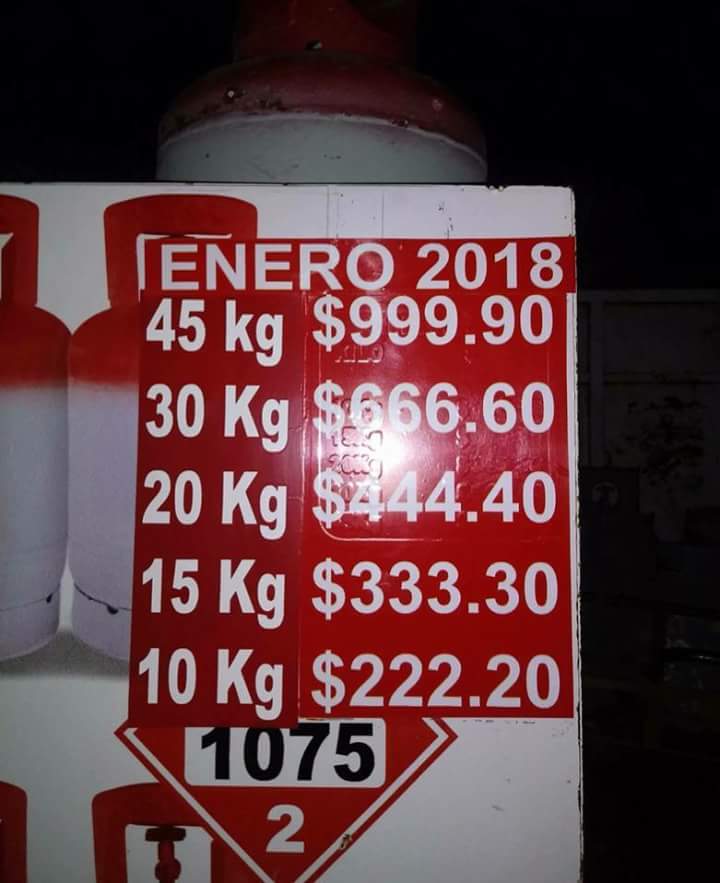 ENERO 2018
45 kg $999.90
30 Kg $666.60
20 Kg $444.40
15 Kg $333.30
10 Kg $222.20
1075
2